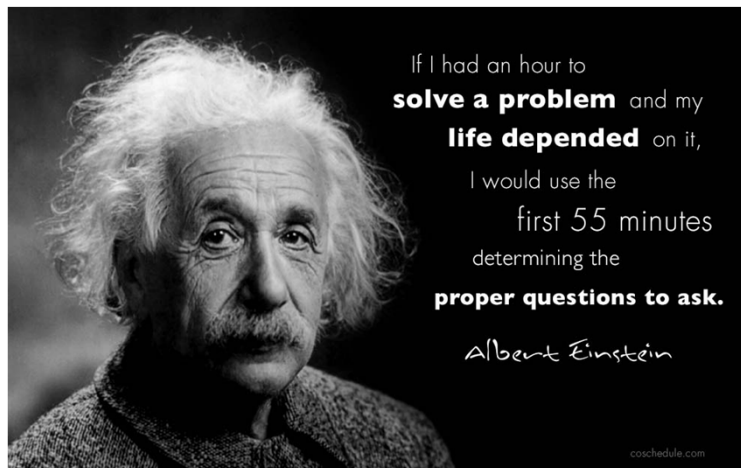 If I had an hour to
solve a problem and my
life depended on it,
I would use the
first 55 minutes
determining the
proper questions to ask.
Albert Einstein
coschedule.com